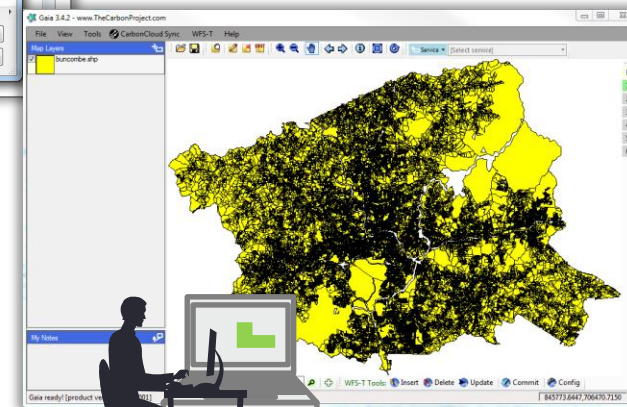 Gaia 3.4.2 - www.TheCarbonProject.com
File View Tools CarbonCloud Sync WFS-T Help
Map Layers
Service [Select service]
buncombe.shp
My Notes
WFS-T Tools: Insert Delete Update Commit Config
Gaia ready! [product ve 001]
845773.6447,706470.7150